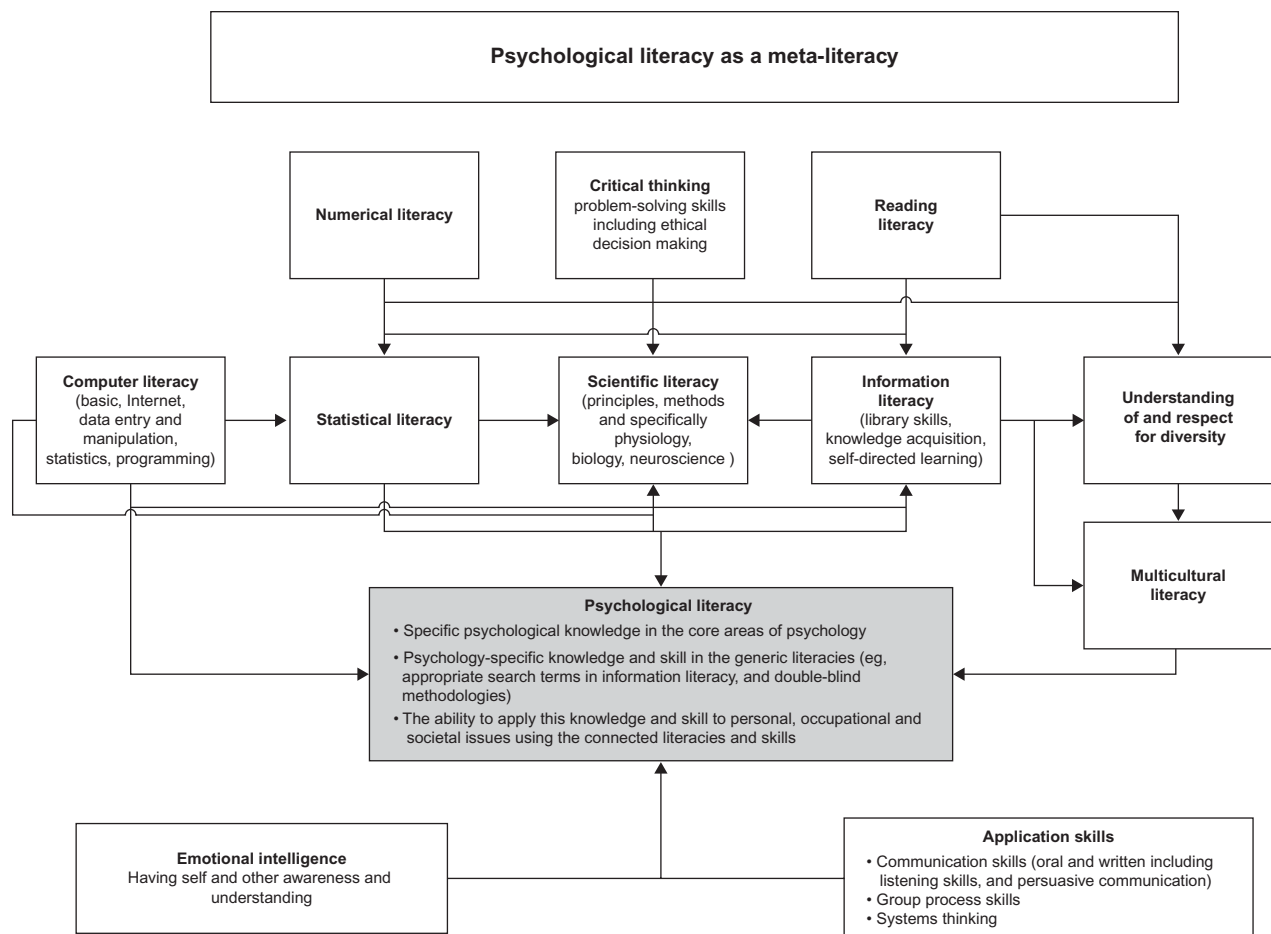 Psychological literacy as a meta-literacy
Numerical literacy
Critical thinking
problem-solving skills
including ethical
decision making
Reading
literacy
Computer literacy
(basic, Internet,
data entry and
manipulation,
statistics, programming)
Statistical literacy
Scientific literacy
(principles, methods
and specifically
physiology,
biology, neuroscience )
Information
literacy
(library skills,
knowledge acquisition,
self-directed learning)
Understanding
of and respect
for diversity
Multicultural
literacy
Psychological literacy
• Specific psychological knowledge in the core areas of psychology
• Psychology-specific knowledge and skill in the generic literacies (eg,
appropriate search terms in information literacy, and double-blind
methodologies)
• The ability to apply this knowledge and skill to personal, occupational and
societal issues using the connected literacies and skills
Emotional intelligence
Having self and other awareness and
understanding
Application skills
• Communication skills (oral and written including
listening skills, and persuasive communication)
• Group process skills
• Systems thinking